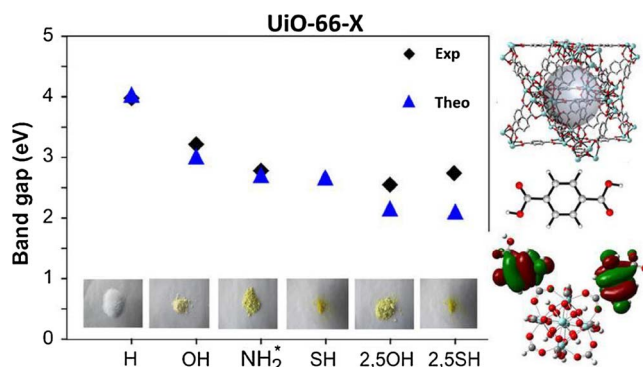 UiO-66-X
Band gap (eV)
5
4
3
2
1
0
Exp
Theo
H
OH
NH2*
SH
2,5OH
2,5SH